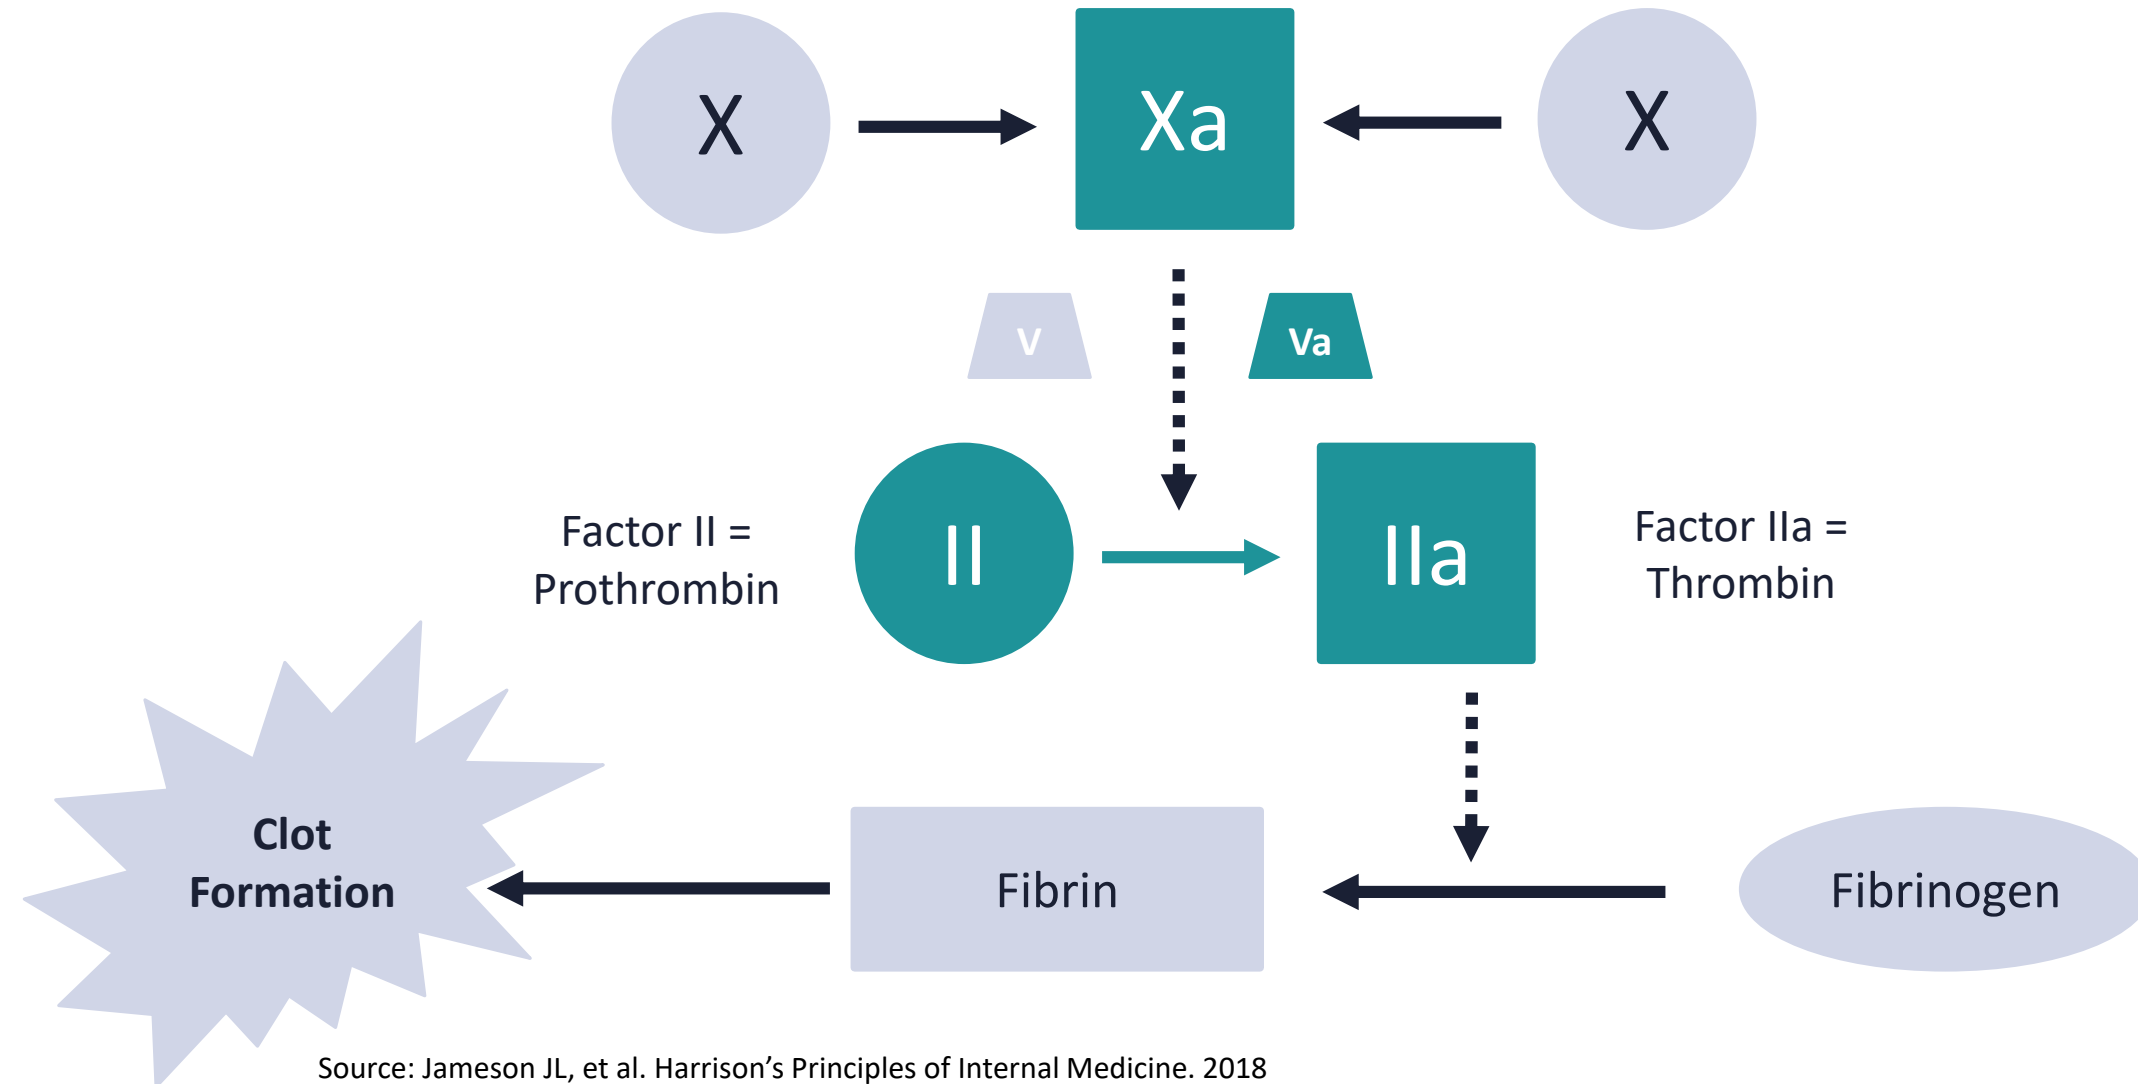 X
Xa
X
V
Va
Factor II =
Prothrombin
II
IIa
Factor IIa =
Thrombin
Clot
Formation
Fibrin
Fibrinogen
Source: Jameson JL, et al. Harrison’s Principles of Internal Medicine. 2018